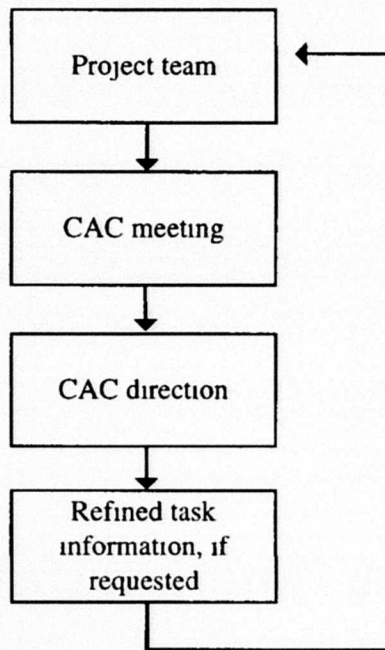 Project team
CAC meeting
CAC direction
Refined task
information, if
requested